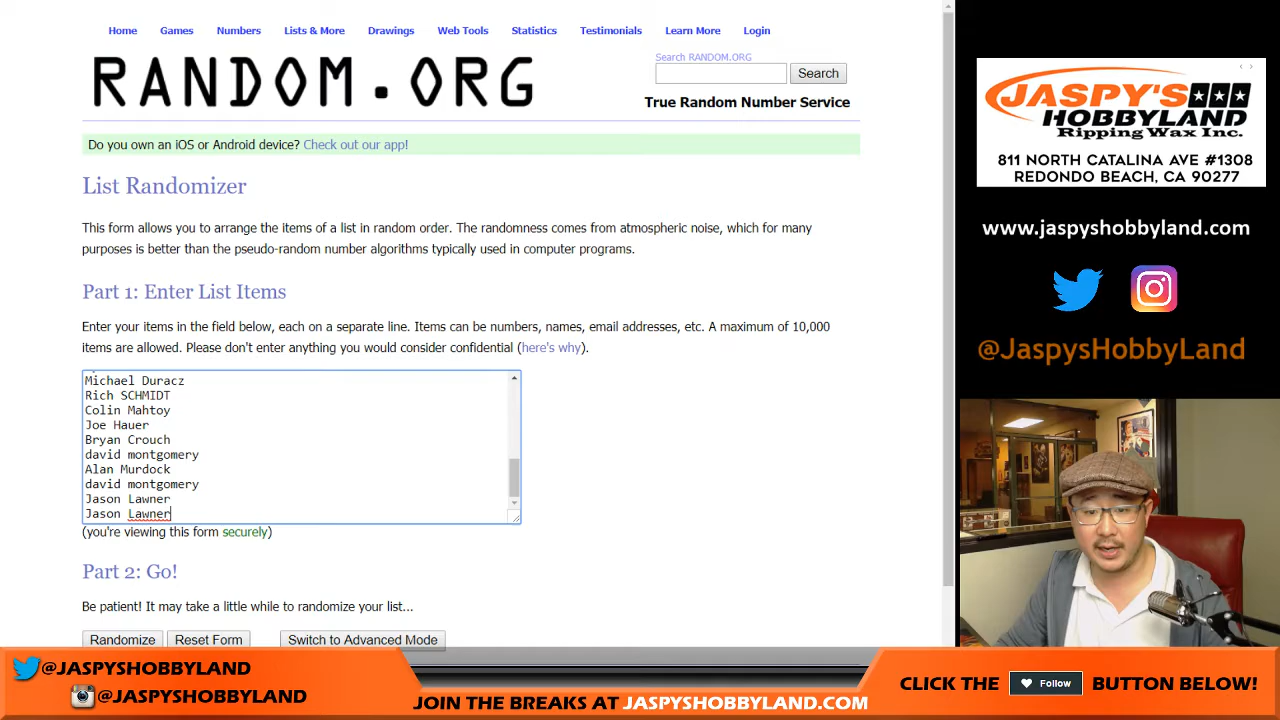 Home Games Numbers Lists & More Drawings Web Tools Statistics Testimonials Learn More Login
RANDOM.ORG
Search RANDOM.ORG
Search
True Random Number Service
Do you own an iOS or Android device? Check out our app!
List Randomizer
This form allows you to arrange the items of a list in random order. The randomness comes from atmospheric noise, which for many
purposes is better than the pseudo-random number algorithms typically used in computer programs.
Part 1: Enter List Items
Enter your items in the field below, each on a separate line. Items can be numbers, names, email addresses, etc. A maximum of 10,000
items are allowed. Please don't enter anything you would consider confidential (here's why).
Michael Duracz
Rich SCHMIDT
Colin Mahtoy
Joe Hauer
Bryan Crouch
david montgomery
Alan Murdock
david montgomery
Jason Lawner
Jason Lawner
(you're viewing this form securely)
Part 2: Go!
Be patient! It may take a little while to randomize your list...
Randomize Reset Form Switch to Advanced Mode
JASPY'S
HOBBYLAND
Ripping Wax Inc.
811 NORTH CATALINA AVE #1308
REDONDO BEACH, CA 90277
www.jaspyshobbyland.com
@JaspysHobbyLand
@JASPYSHOBBYLAND
@JASPYSHOBBYLAND
JOIN THE BREAKS AT JASPYSHOBBYLAND.COM
CLICK THE Follow BUTTON BELOW!